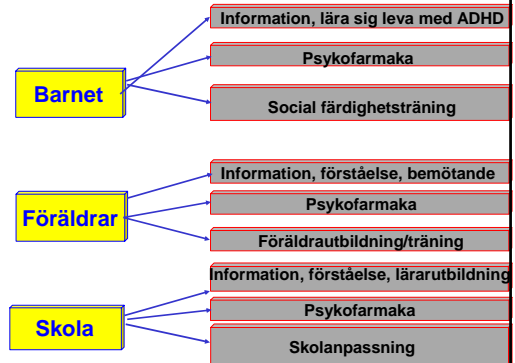 Barnet
Information, lära sig leva med ADHD
Psykofarmaka
Social färdighetsträning
Föräldrar
Information, förståelse, bemötande
Psykofarmaka
Föräldrautbildning/träning
Skola
Information, förståelse, lärarutbildning
Psykofarmaka
Skolanpassning